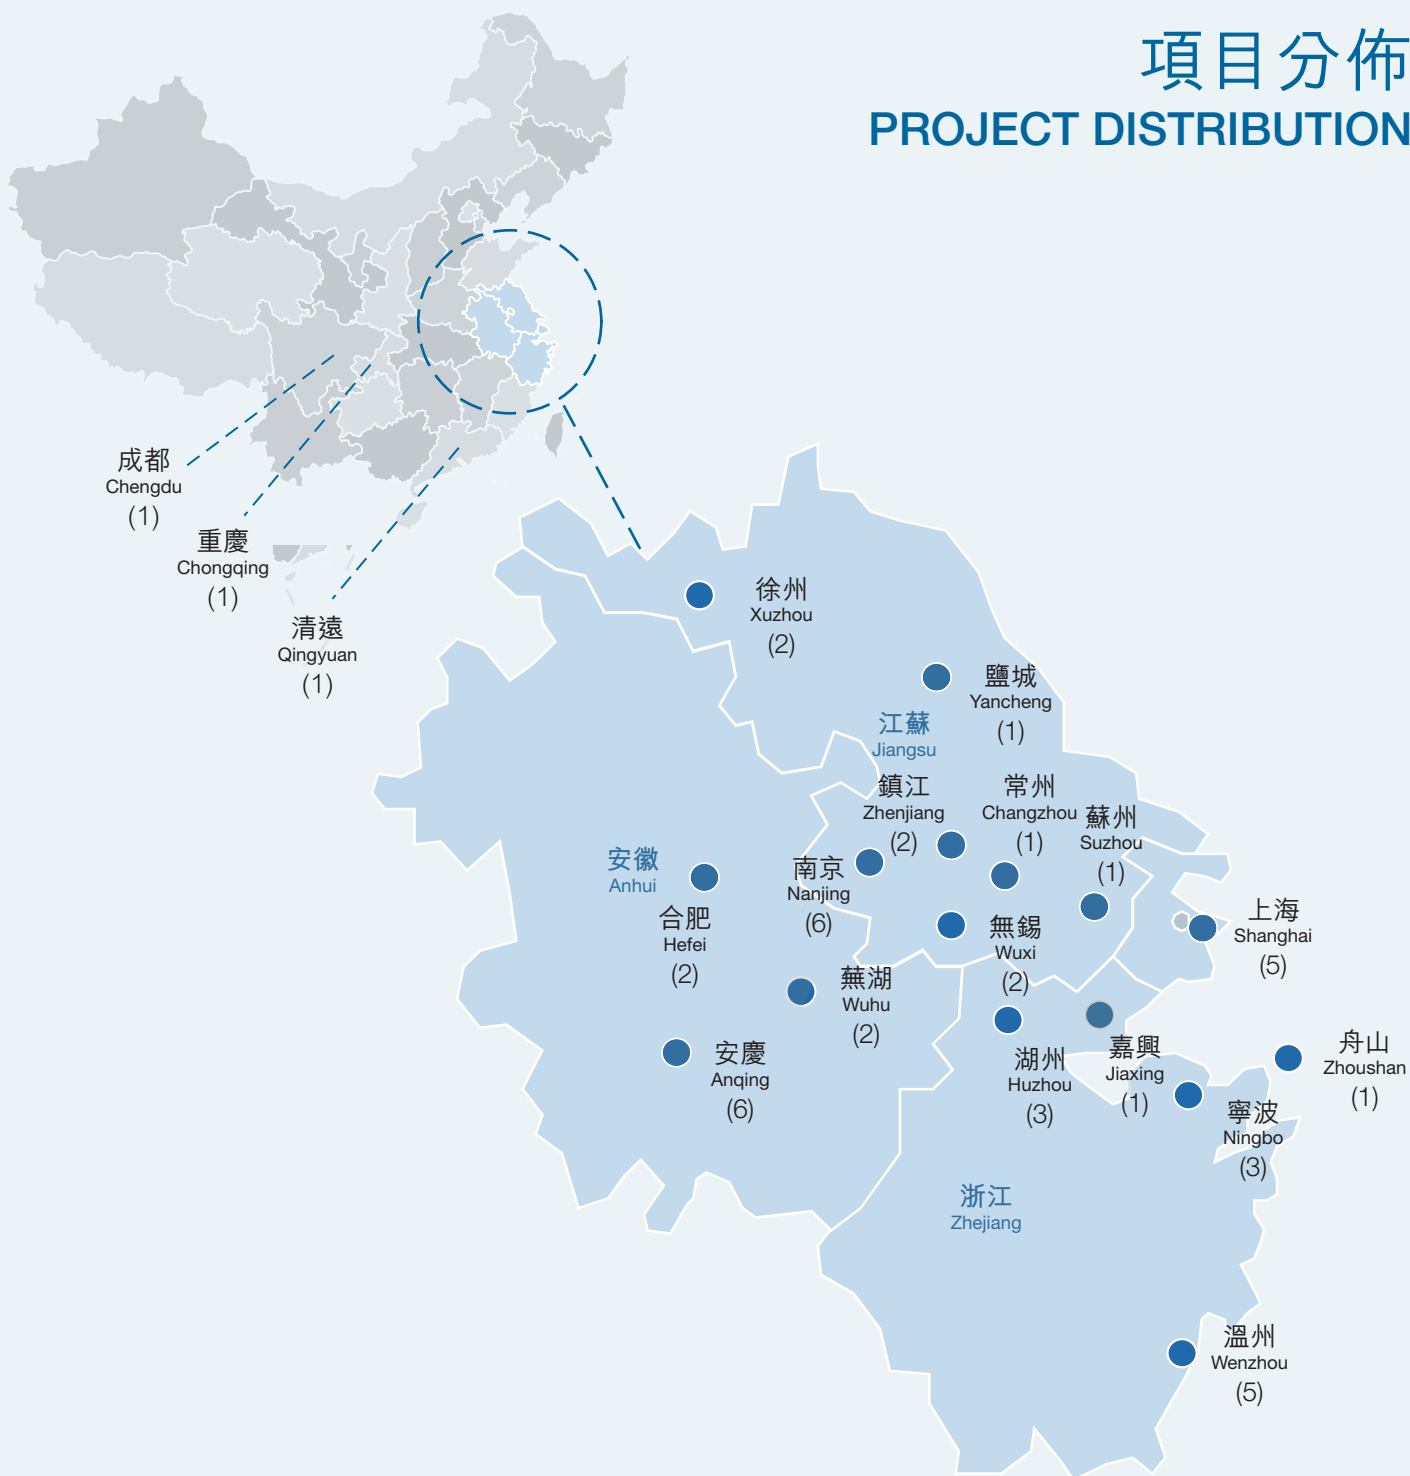 項目分佈
PROJECT DISTRIBUTION
成都
Chengdu
(1)
重慶
Chongqing
(1)
清遠
Qingyuan
(1)
徐州
Xuzhou
(2)
鹽城
Yancheng
(1)
江蘇
Jiangsu
鎮江
Zhenjiang
(2)
常州
Changzhou
(1)
蘇州
Suzhou
(1)
安徽
Anhui
南京
Nanjing
(6)
合肥
Hefei
(2)
無錫
Wuxi
(2)
上海
Shanghai
(5)
蕪湖
Wuhu
(2)
安慶
Anqing
(6)
湖州
Huzhou
(3)
嘉興
Jiaxing
(1)
舟山
Zhoushan
(1)
寧波
Ningbo
(3)
浙江
Zhejiang
溫州
Wenzhou
(5)